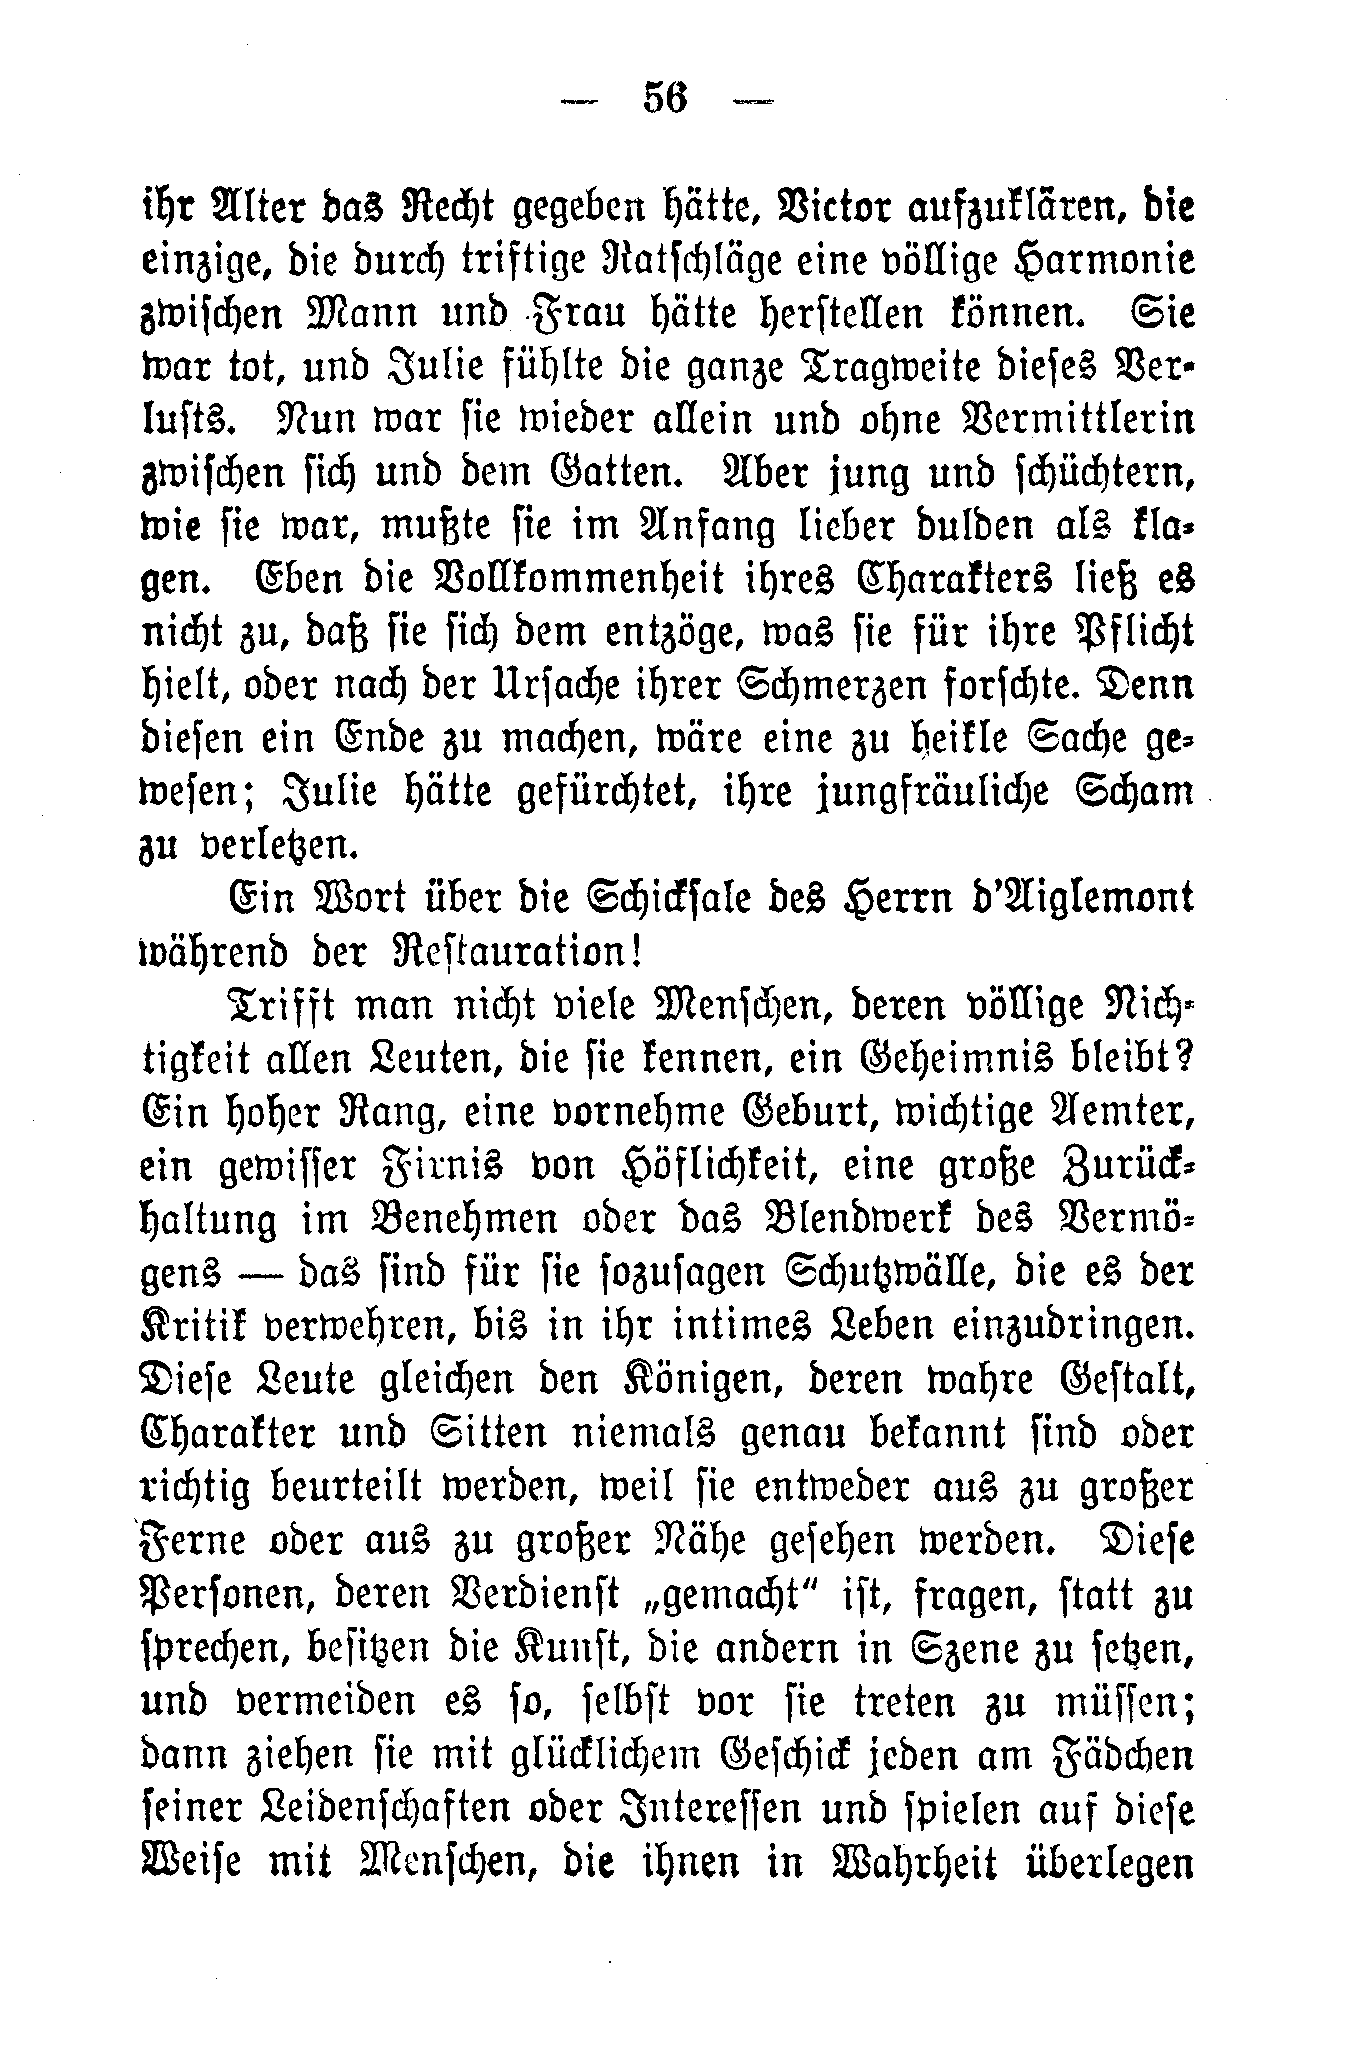 — 56 —
ihr Alter das Recht gegeben hätte, Victor aufzuklären, die
einzige, die durch triftige Ratschläge eine völlige Harmonie
zwischen Mann und Frau hätte herstellen können. Sie
war tot, und Julie fühlte die ganze Tragweite dieses Ver-
lusts. Nun war sie wieder allein und ohne Vermittlerin
zwischen sich und dem Gatten. Aber jung und schüchtern,
wie sie war, mußte sie im Anfang lieber dulden als kla-
gen. Eben die Vollkommenheit ihres Charakters ließ es
nicht zu, daß sie sich dem entzöge, was sie für ihre Pflicht
hielt, oder nach der Ursache ihrer Schmerzen forschte. Denn
diesen ein Ende zu machen, wäre eine zu heikle Sache ge-
wesen; Julie hätte gefürchtet, ihre jungfräuliche Scham
zu verletzen.
Ein Wort über die Schicksale des Herrn d'Aiglemont
während der Restauration!
Trifft man nicht viele Menschen, deren völlige Nich-
tigkeit allen Leuten, die sie kennen, ein Geheimnis bleibt?
Ein hoher Rang, eine vornehme Geburt, wichtige Aemter,
ein gewisser Firnis von Höflichkeit, eine große Zurück-
haltung im Benehmen oder das Blendwerk des Vermö-
gens — das sind für sie sozusagen Schutzwälle, die es der
Kritik verwehren, bis in ihr intimes Leben einzudringen.
Diese Leute gleichen den Königen, deren wahre Gestalt,
Charakter und Sitten niemals genau bekannt sind oder
richtig beurteilt werden, weil sie entweder aus zu großer
Ferne oder aus zu großer Nähe gesehen werden. Diese
Personen, deren Verdienst „gemacht“ ist, fragen, statt zu
sprechen, besitzen die Kunst, die andern in Szene zu setzen,
und vermeiden es so, selbst vor sie treten zu müssen;
dann ziehen sie mit glücklichem Geschick jeden am Fädchen
seiner Leidenschaften oder Interessen und spielen auf diese
Weise mit Menschen, die ihnen in Wahrheit überlegen